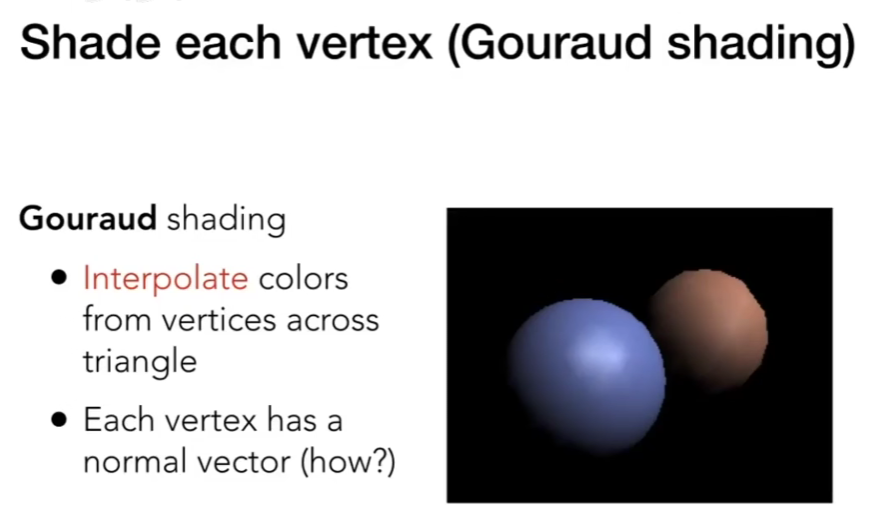 Shade each vertex (Gouraud shading)
Gouraud shading
• Interpolate colors
from vertices across
triangle
• Each vertex has a
normal vector (how?)